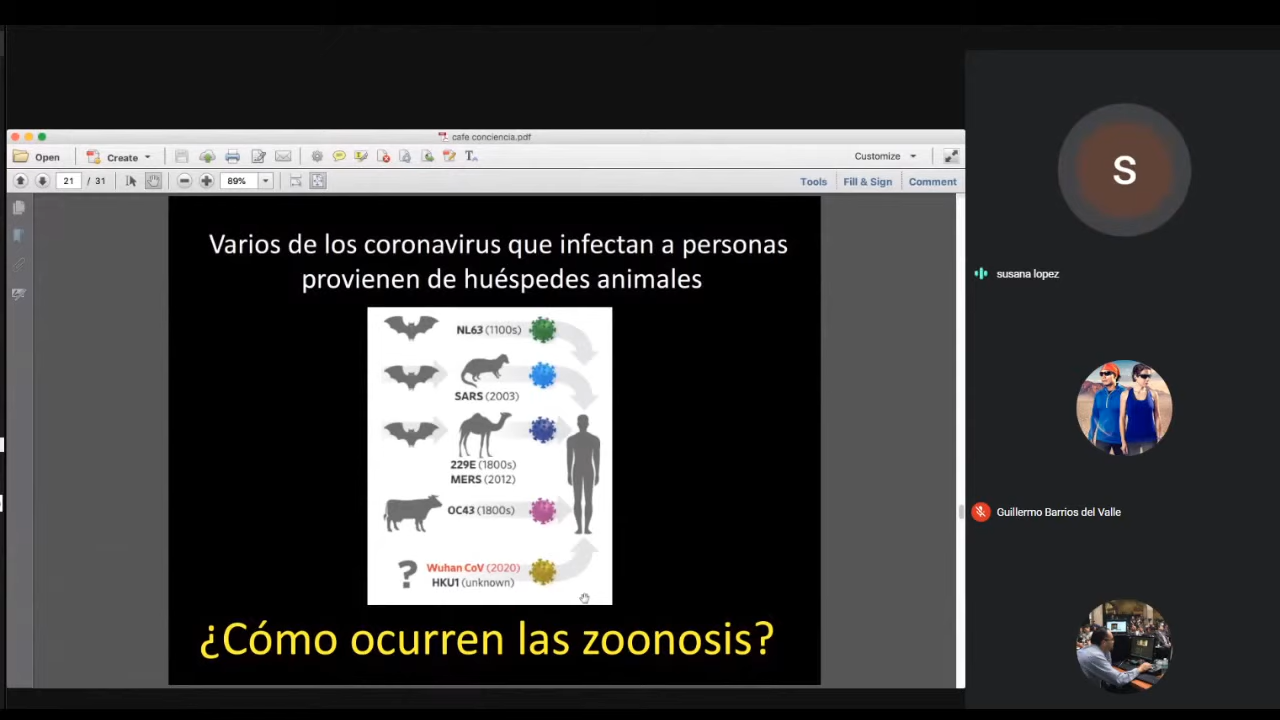 cafe.conciencia.pdf
Open
Create
Customize
21 / 31
89%
Tools
Fill & Sign
Comment
Varios de los coronavirus que infectan a personas
provienen de huéspedes animales
NL63 (1100s)
SARS (2003)
229E (1800s)
MERS (2012)
OC43 (1800s)
?
Wuhan CoV (2020)
HKU1 (unknown)
¿Cómo ocurren las zoonosis?
S
susana lopez
Guillermo Barrios del Valle